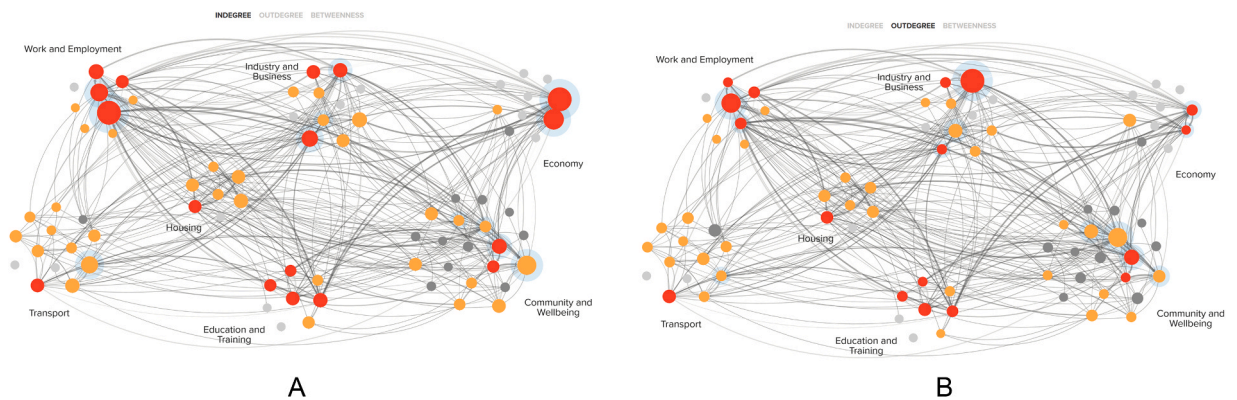 INDEGREE OUTDEGREE BETWEENNESS
Work and Employment
Industry and
Business
Economy
Housing
Transport
Education and
Training
Community and
Wellbeing
A
INDEGREE OUTDEGREE BETWEENNESS
Work and Employment
Industry and
Business
Economy
Housing
Transport
Education and
Training
Community and
Wellbeing
B